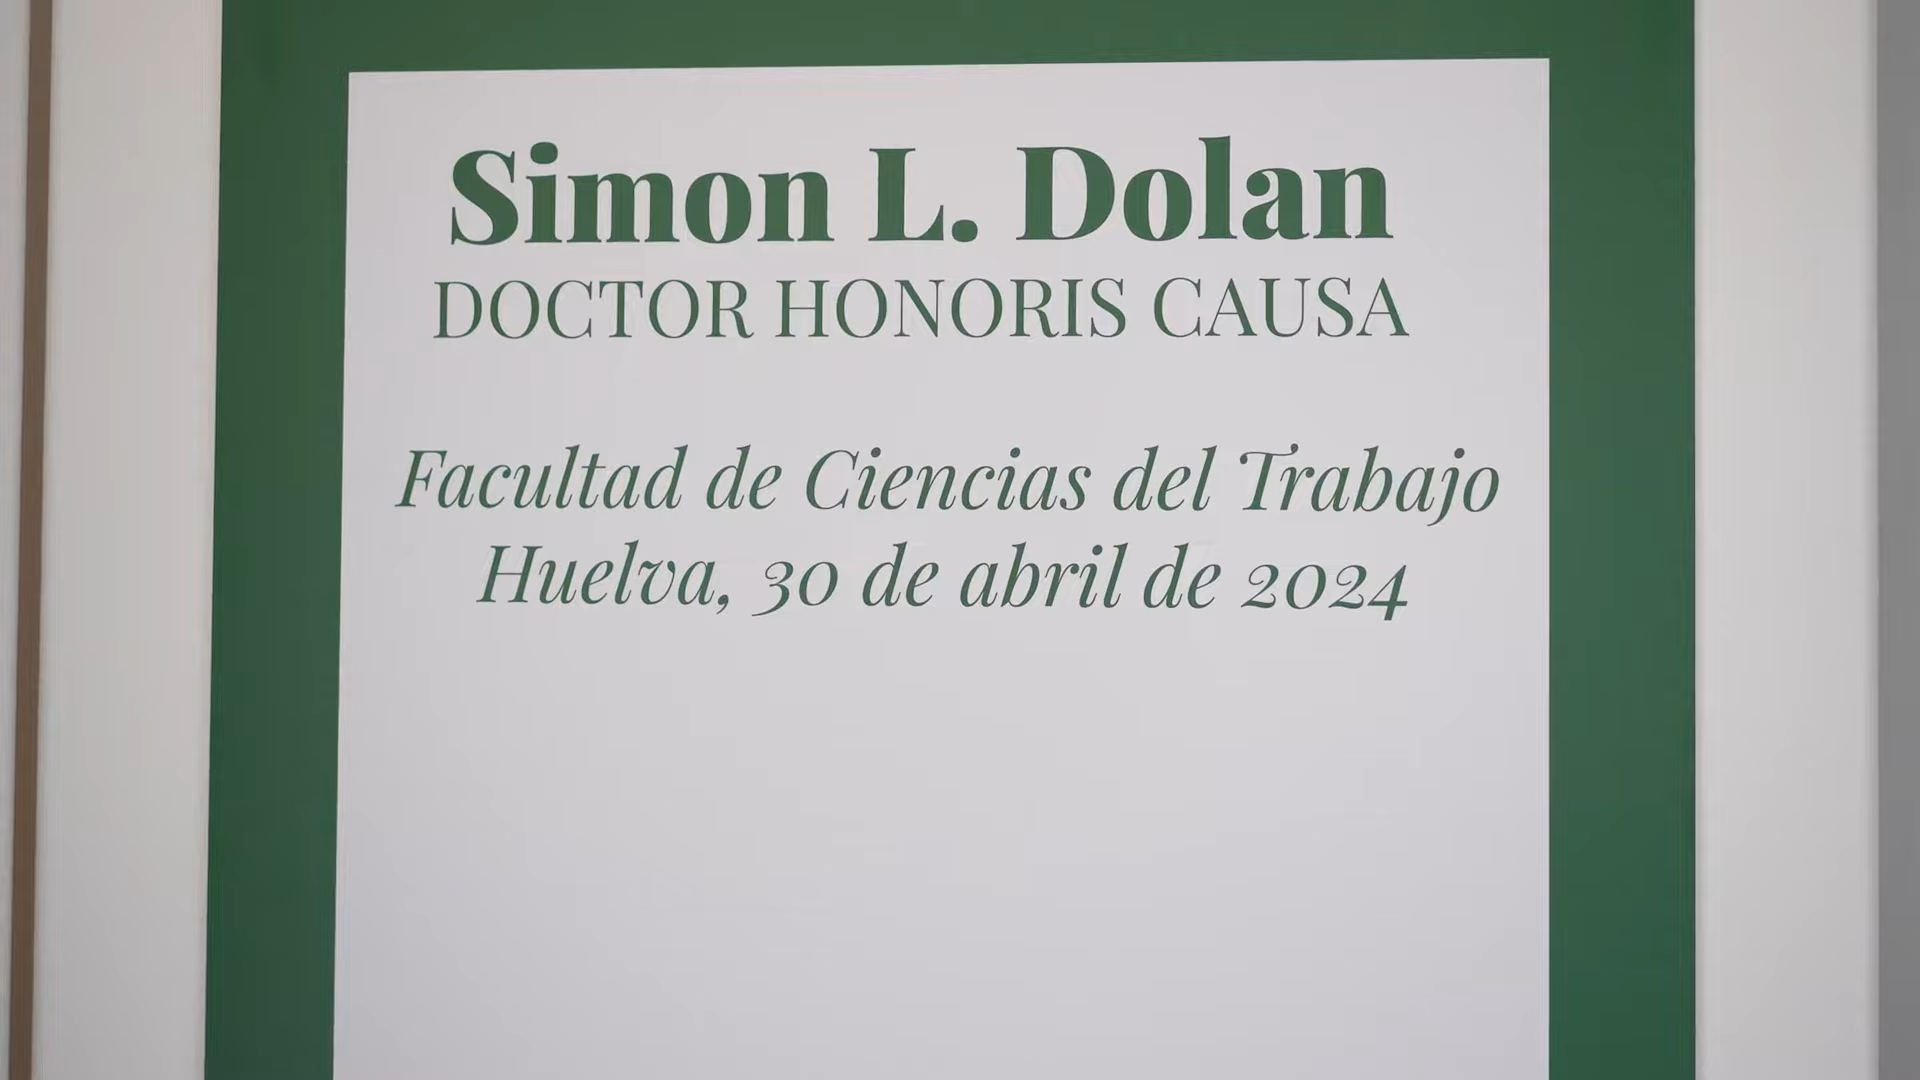 Simon L. Dolan
DOCTOR HONORIS CAUSA
Facultad de Ciencias del Trabajo
Huelva, 30 de abril de 2024